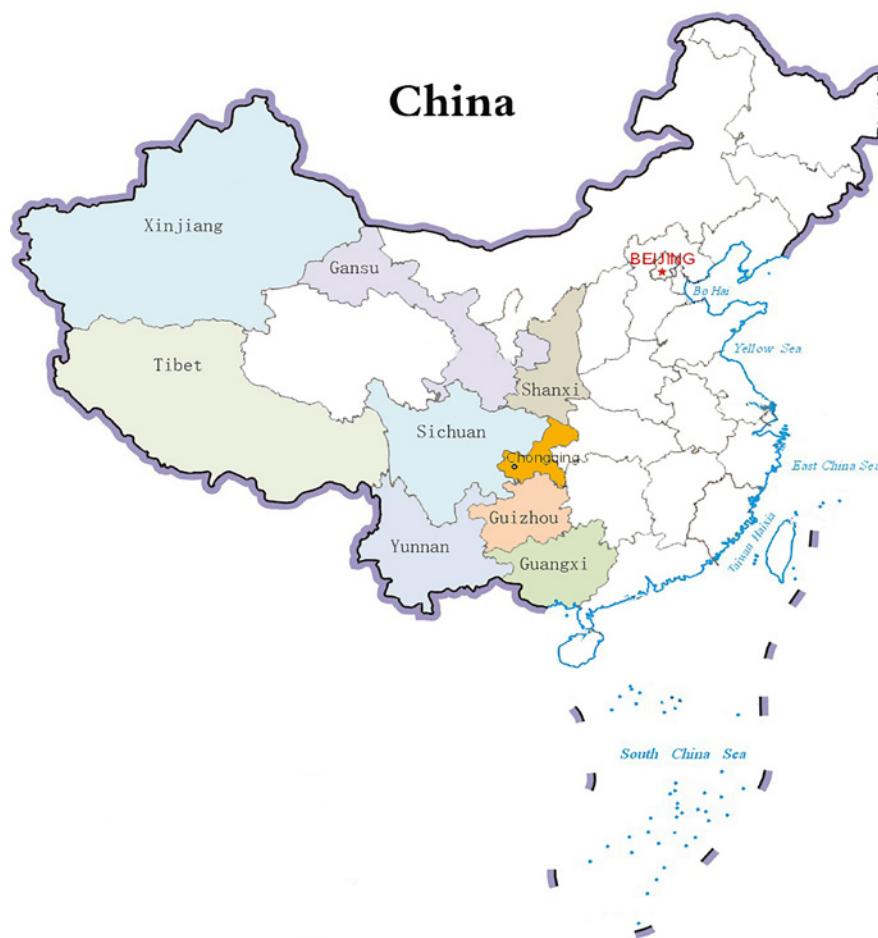 China
Xinjiang
Gansu
BEIJING
Bo Hai
Yellow Sea
Tibet
Shanxi
Sichuan
Chongqing
East China Sea
Guizhou
Yunnan
Guangxi
Taiwan Haixia
South China Sea